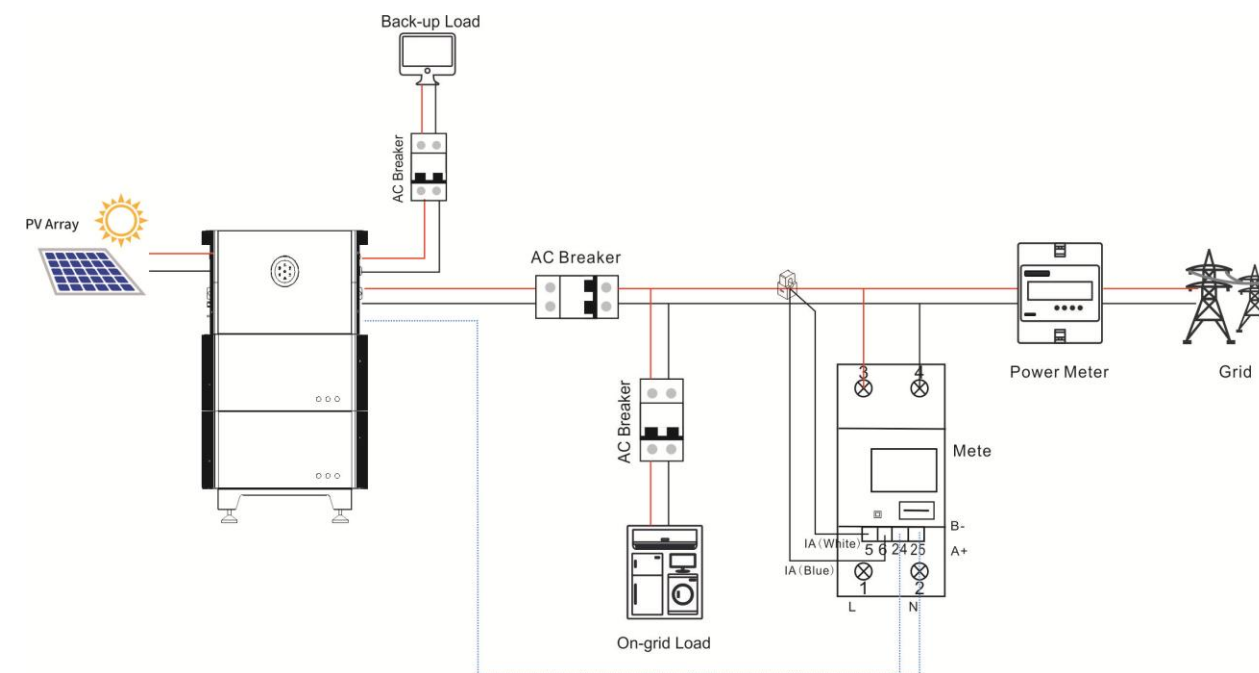 Back-up Load
AC Breaker
PV Array
AC Breaker
Power Meter
Grid
3
4
AC Breaker
Mete
B-
IA(White)
5 6 24 25
A+
IA(Blue)
1
2
L
N
On-grid Load